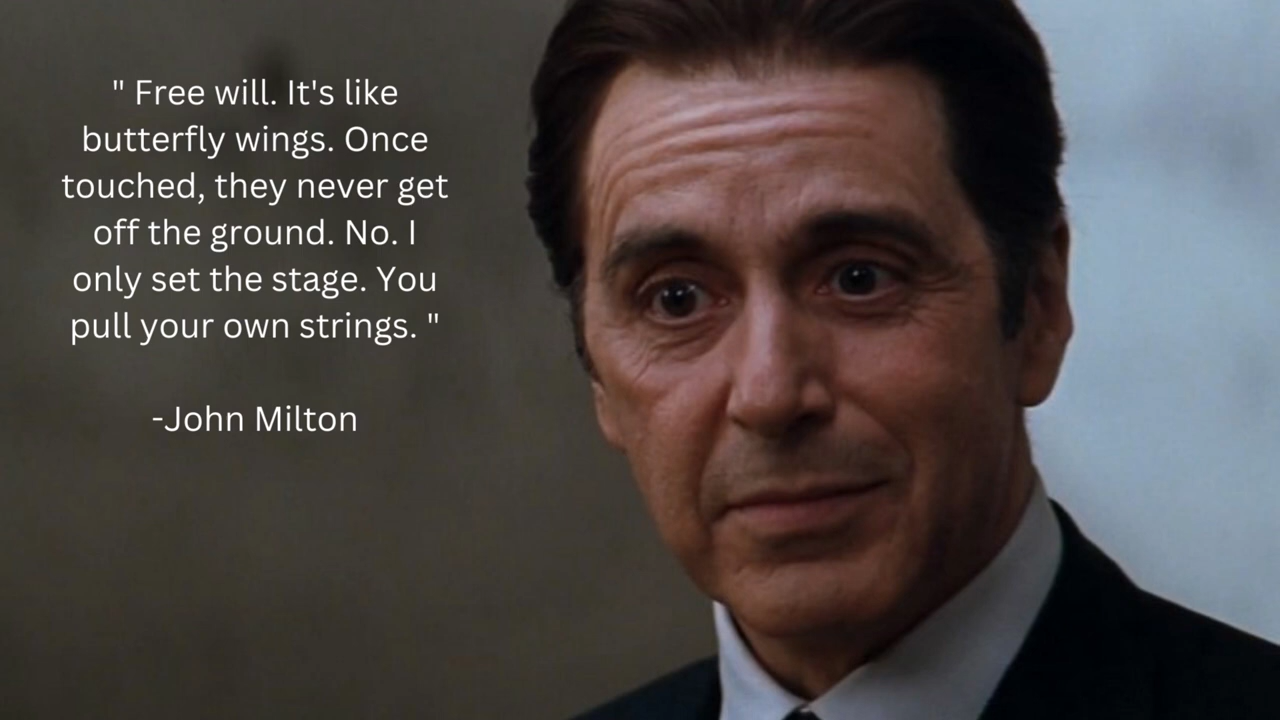 " Free will. It's like
butterfly wings. Once
touched, they never get
off the ground. No. I
only set the stage. You
pull your own strings. "
-John Milton